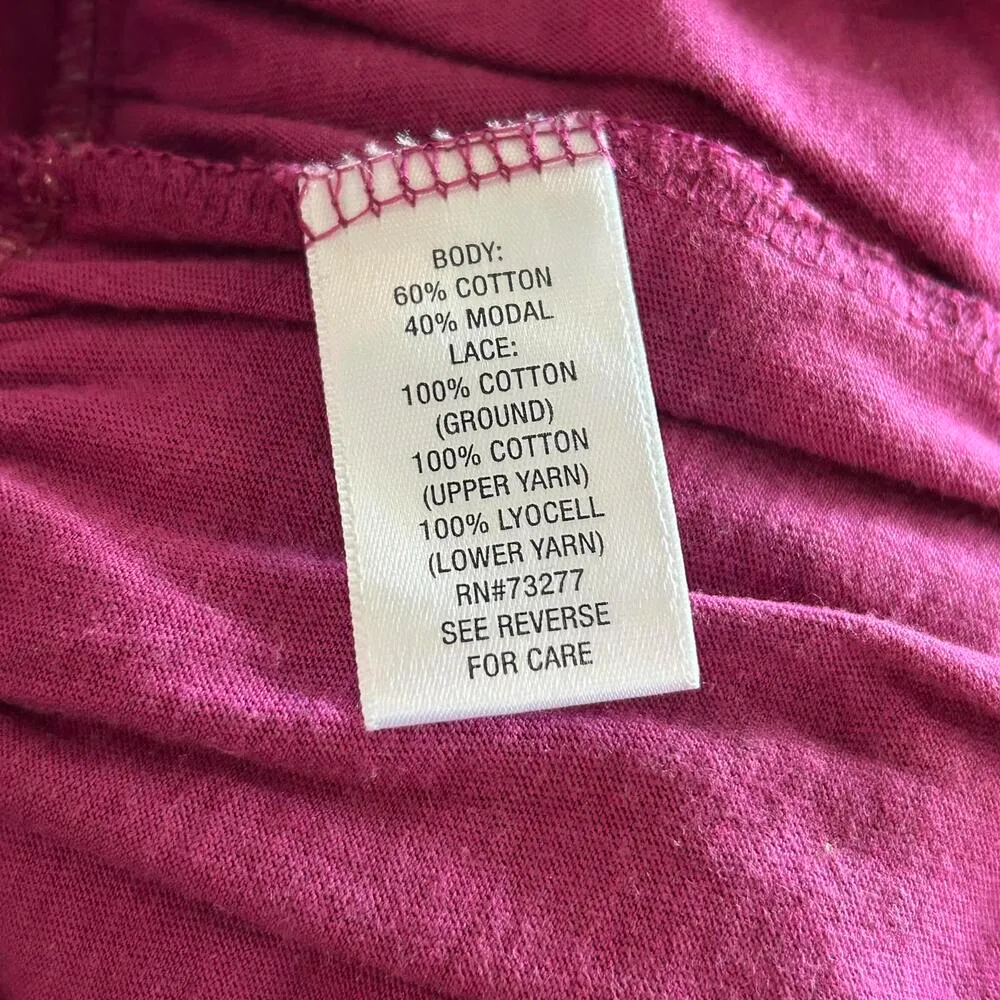 BODY:
60% COTTON
40% MODAL
LACE:
100% COTTON
(GROUND)
100% COTTON
(UPPER YARN)
100% LYOCELL
(LOWER YARN)
RN#73277
SEE REVERSE
FOR CARE